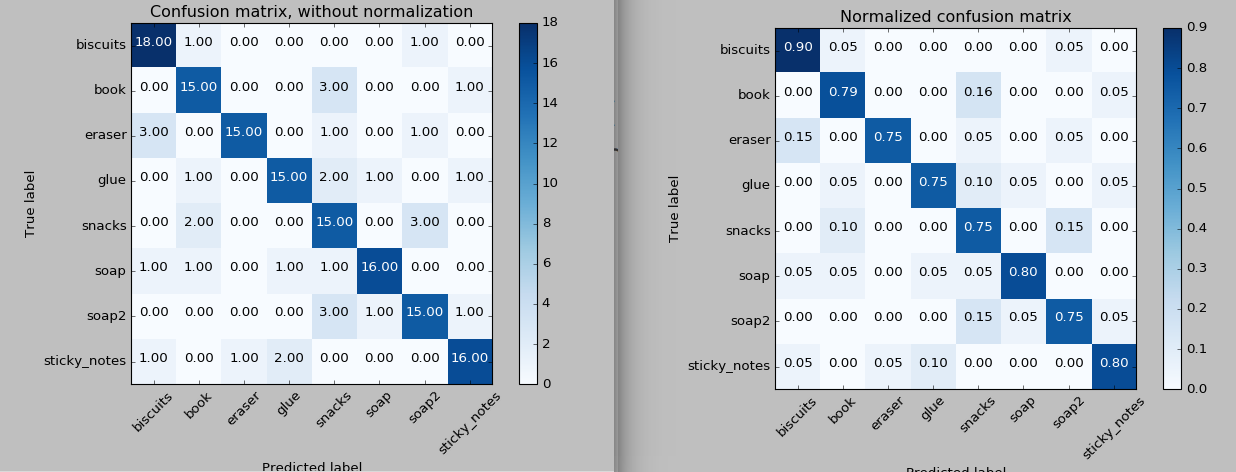 Confusion matrix, without normalization
biscuits 18.00 1.00 0.00 0.00 0.00 0.00 1.00 0.00
book 0.00 15.00 0.00 0.00 3.00 0.00 0.00 1.00
eraser 3.00 0.00 15.00 0.00 1.00 0.00 1.00 0.00
glue 0.00 1.00 0.00 15.00 2.00 1.00 0.00 1.00
snacks 0.00 2.00 0.00 0.00 15.00 0.00 3.00 0.00
soap 1.00 1.00 0.00 1.00 1.00 16.00 0.00 0.00
soap2 0.00 0.00 0.00 0.00 3.00 1.00 15.00 1.00
sticky_notes 1.00 0.00 1.00 2.00 0.00 0.00 0.00 16.00
biscuits book eraser glue snacks soap soap2 sticky_notes
True label
Predicted label
18
16
14
12
10
8
6
4
2
0
Normalized confusion matrix
biscuits 0.90 0.05 0.00 0.00 0.00 0.00 0.05 0.00
book 0.00 0.79 0.00 0.00 0.16 0.00 0.00 0.05
eraser 0.15 0.00 0.75 0.00 0.05 0.00 0.05 0.00
glue 0.00 0.05 0.00 0.75 0.10 0.05 0.00 0.05
snacks 0.00 0.10 0.00 0.00 0.75 0.00 0.15 0.00
soap 0.05 0.05 0.00 0.05 0.05 0.80 0.00 0.00
soap2 0.00 0.00 0.00 0.00 0.15 0.05 0.75 0.05
sticky_notes 0.05 0.00 0.05 0.10 0.00 0.00 0.00 0.80
biscuits book eraser glue snacks soap soap2 sticky_notes
True label
Predicted label
0.9
0.8
0.7
0.6
0.5
0.4
0.3
0.2
0.1
0.0